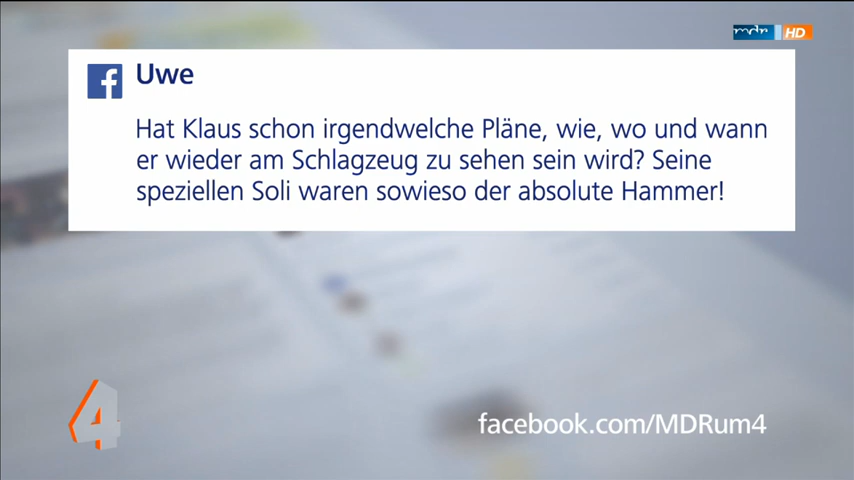 mdr HD
Uwe
Hat Klaus schon irgendwelche Pläne, wie, wo und wann
er wieder am Schlagzeug zu sehen sein wird? Seine
speziellen Soli waren sowieso der absolute Hammer!
4
facebook.com/MDRum4